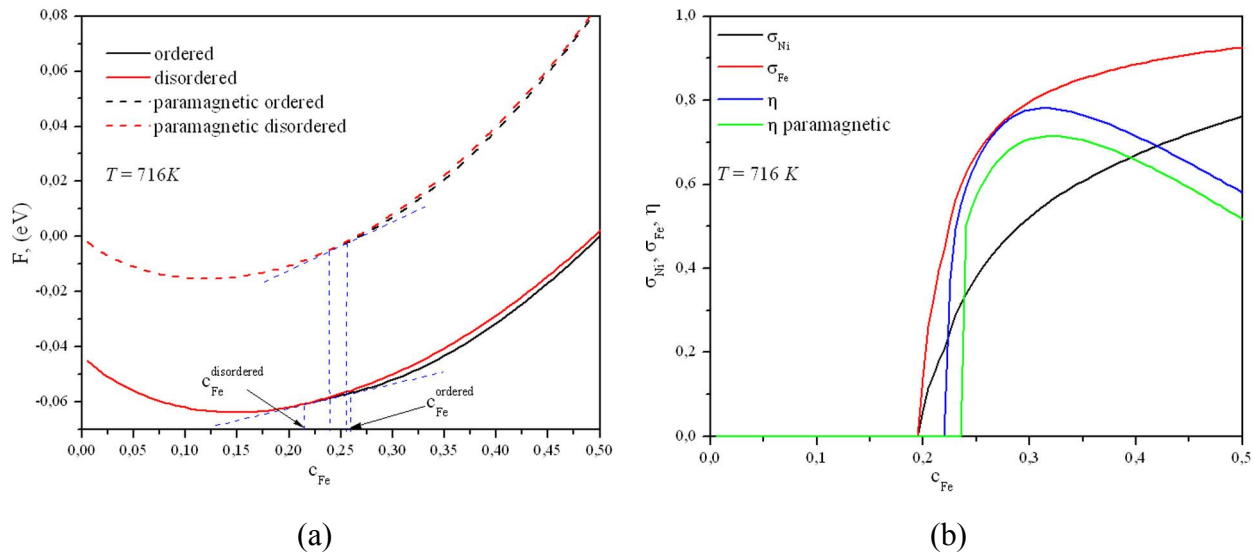 0,08
0,06
0,04
0,02
0,00
-0,02
-0,04
-0,06
F, (eV)
ordered
disordered
paramagnetic ordered
paramagnetic disordered
T = 716K
c_Fe^disordered
c_Fe^ordered
0,00 0,05 0,10 0,15 0,20 0,25 0,30 0,35 0,40 0,45 0,50
c_Fe
(a)
1,0
0,8
0,6
0,4
0,2
0,0
σ_Ni, σ_Fe, η
σ_Ni
σ_Fe
η
η paramagnetic
T = 716 K
0,0 0,1 0,2 0,3 0,4 0,5
c_Fe
(b)